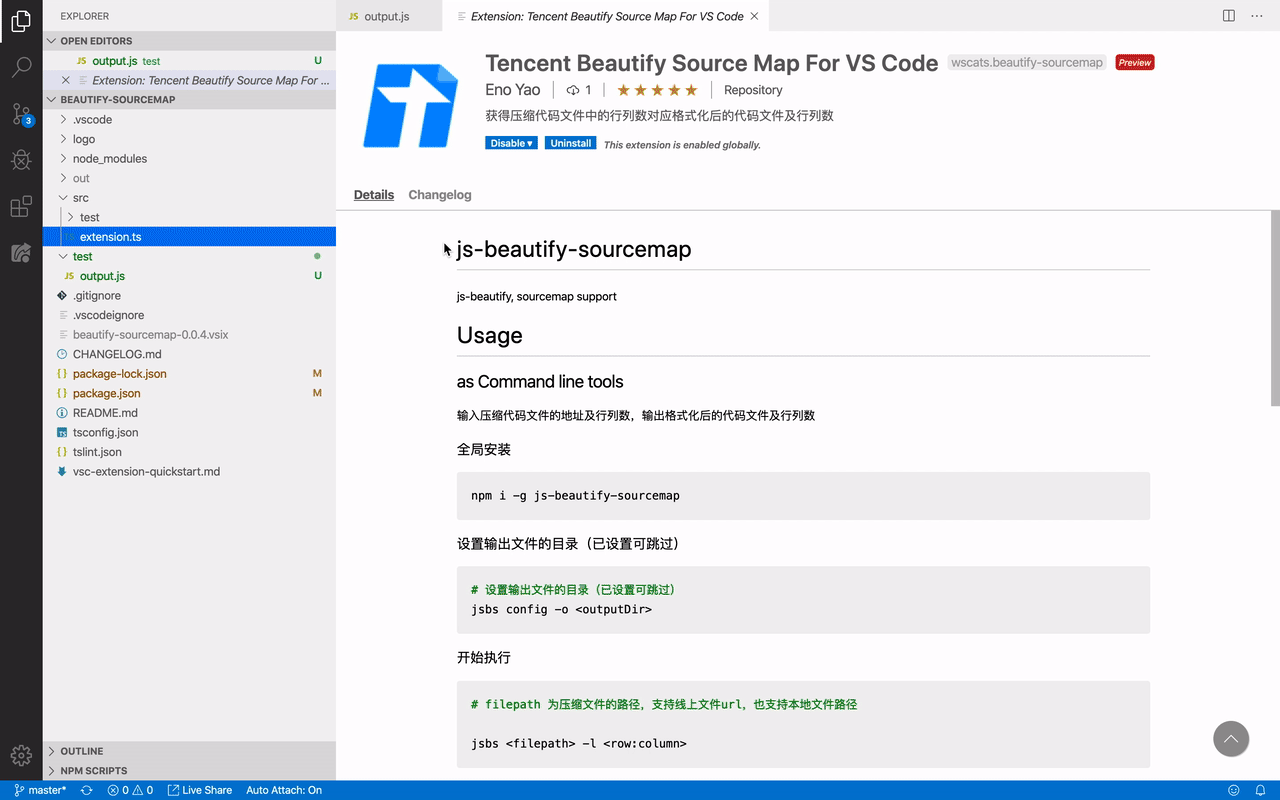 EXPLORER
OPEN EDITORS
JS output.js test U
Extension: Tencent Beautify Source Map For ...
BEAUTIFY-SOURCEMAP
.vscode
logo
node_modules
out
src
test
extension.ts
test
JS output.js U
.gitignore
.vscodeignore
beautify-sourcemap-0.0.4.vsix
CHANGELOG.md
{ } package-lock.json M
{ } package.json M
README.md
TS tsconfig.json
{ } tslint.json
vsc-extension-quickstart.md
OUTLINE
NPM SCRIPTS
3
JS output.js
Extension: Tencent Beautify Source Map For VS Code
Tencent Beautify Source Map For VS Code wscats.beautify-sourcemap Preview
Eno Yao 1 Repository
获得压缩代码文件中的行列数对应格式化后的代码文件及行列数
Disable Uninstall This extension is enabled globally.
Details Changelog
js-beautify-sourcemap
js-beautify, sourcemap support
Usage
as Command line tools
输入压缩代码文件的地址及行列数，输出格式化后的代码文件及行列数
全局安装
npm i -g js-beautify-sourcemap
设置输出文件的目录（已设置可跳过）
# 设置输出文件的目录（已设置可跳过）
jsbs config -o <outputDir>
开始执行
# filepath 为压缩文件的路径，支持线上文件url，也支持本地文件路径
jsbs <filepath> -l <row:column>
master* 0 0 Live Share Auto Attach: On